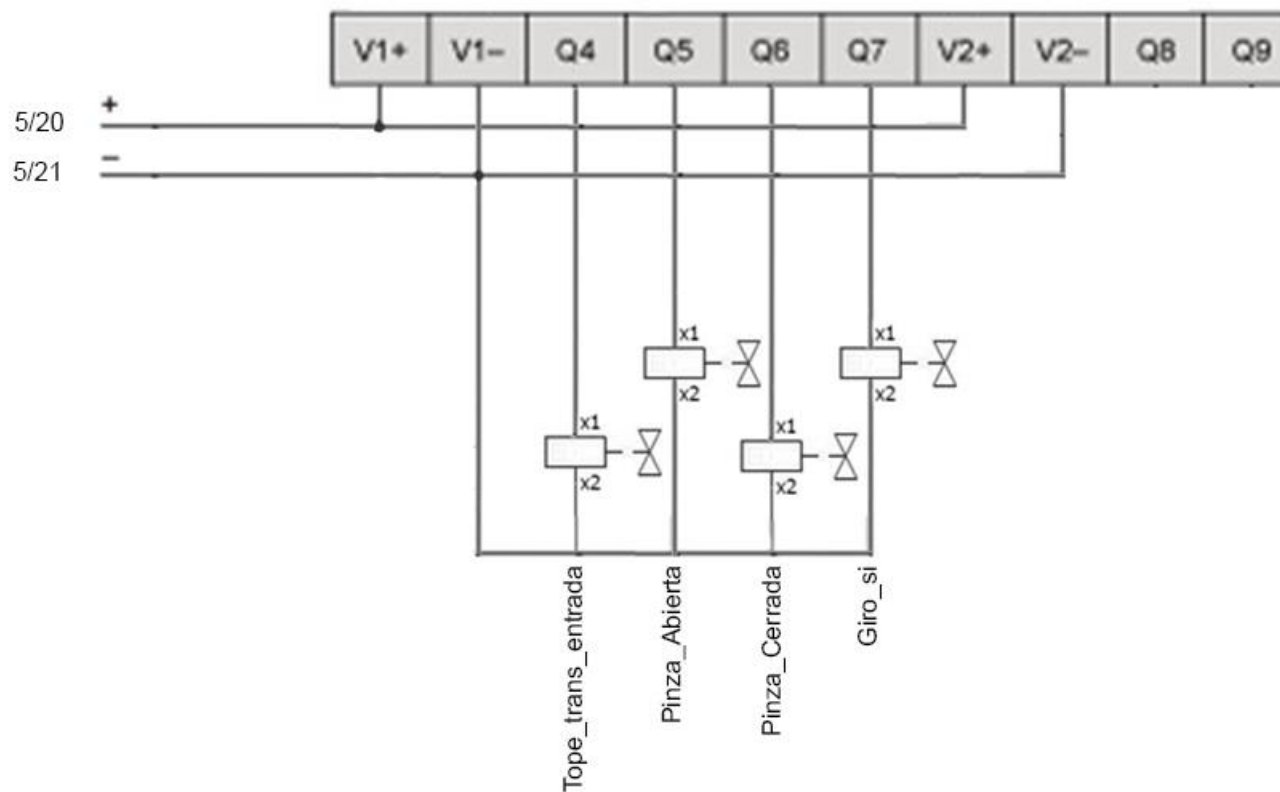 V1+ V1– Q4 Q5 Q6 Q7 V2+ V2– Q8 Q9
+
5/20
–
5/21
x1 x1
x2 x2
x1 x1
x2 x2
Tope_trans_entrada
Pinza_Abierta
Pinza_Cerrada
Giro_si